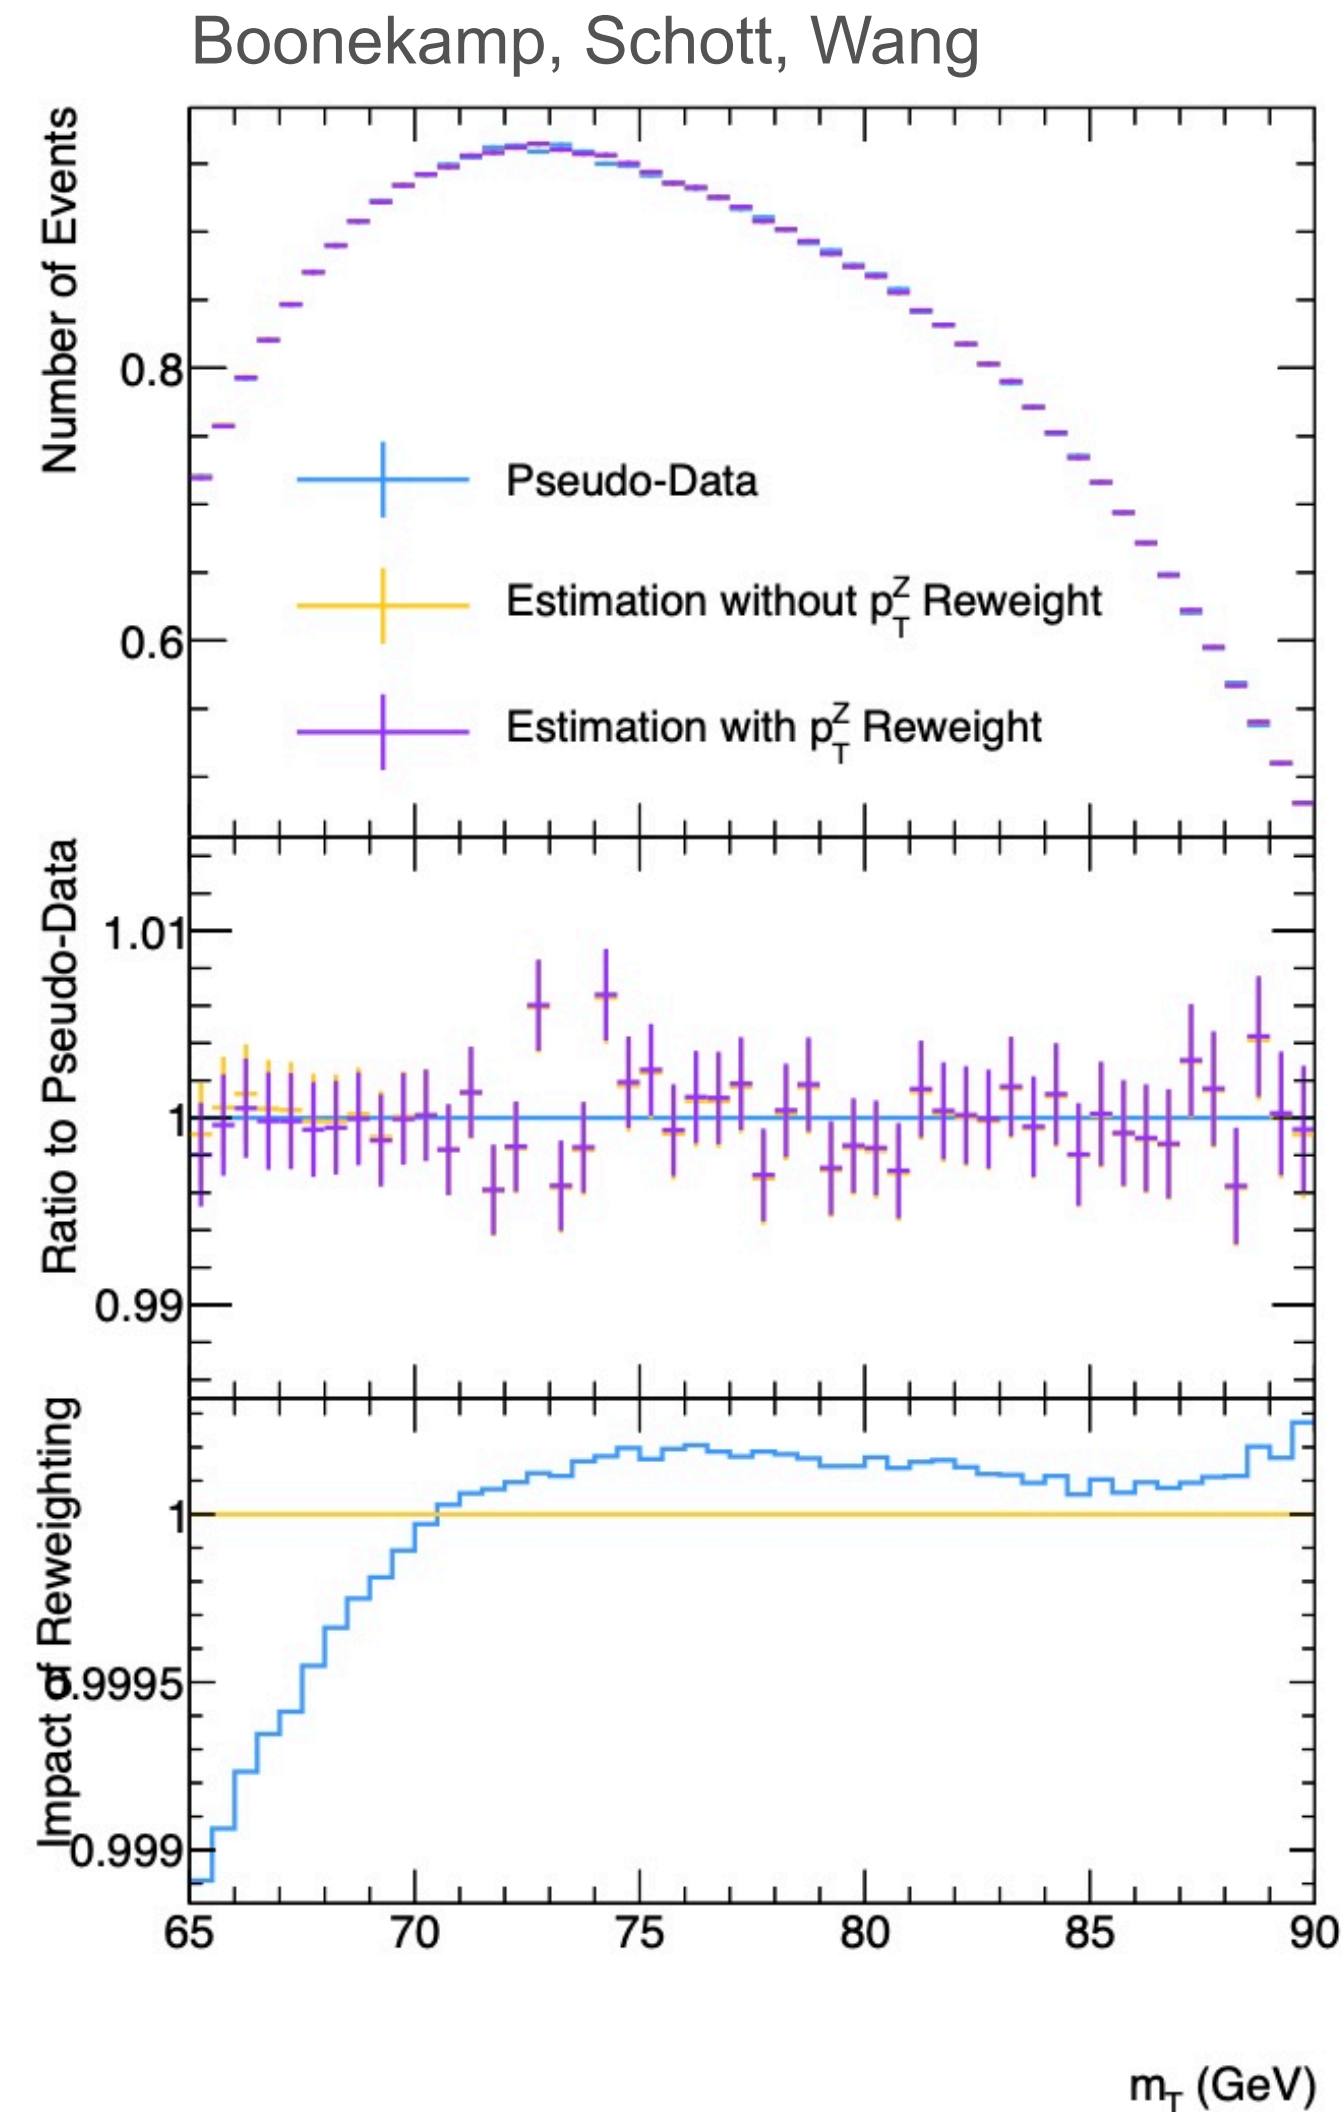 Boonekamp, Schott, Wang
Number of Events
0.8
0.6
Pseudo-Data
Estimation without p_T^Z Reweight
Estimation with p_T^Z Reweight
Ratio to Pseudo-Data
1.01
1
0.99
Impact of Reweighting
1
0.9995
0.999
65 70 75 80 85 90
m_T (GeV)